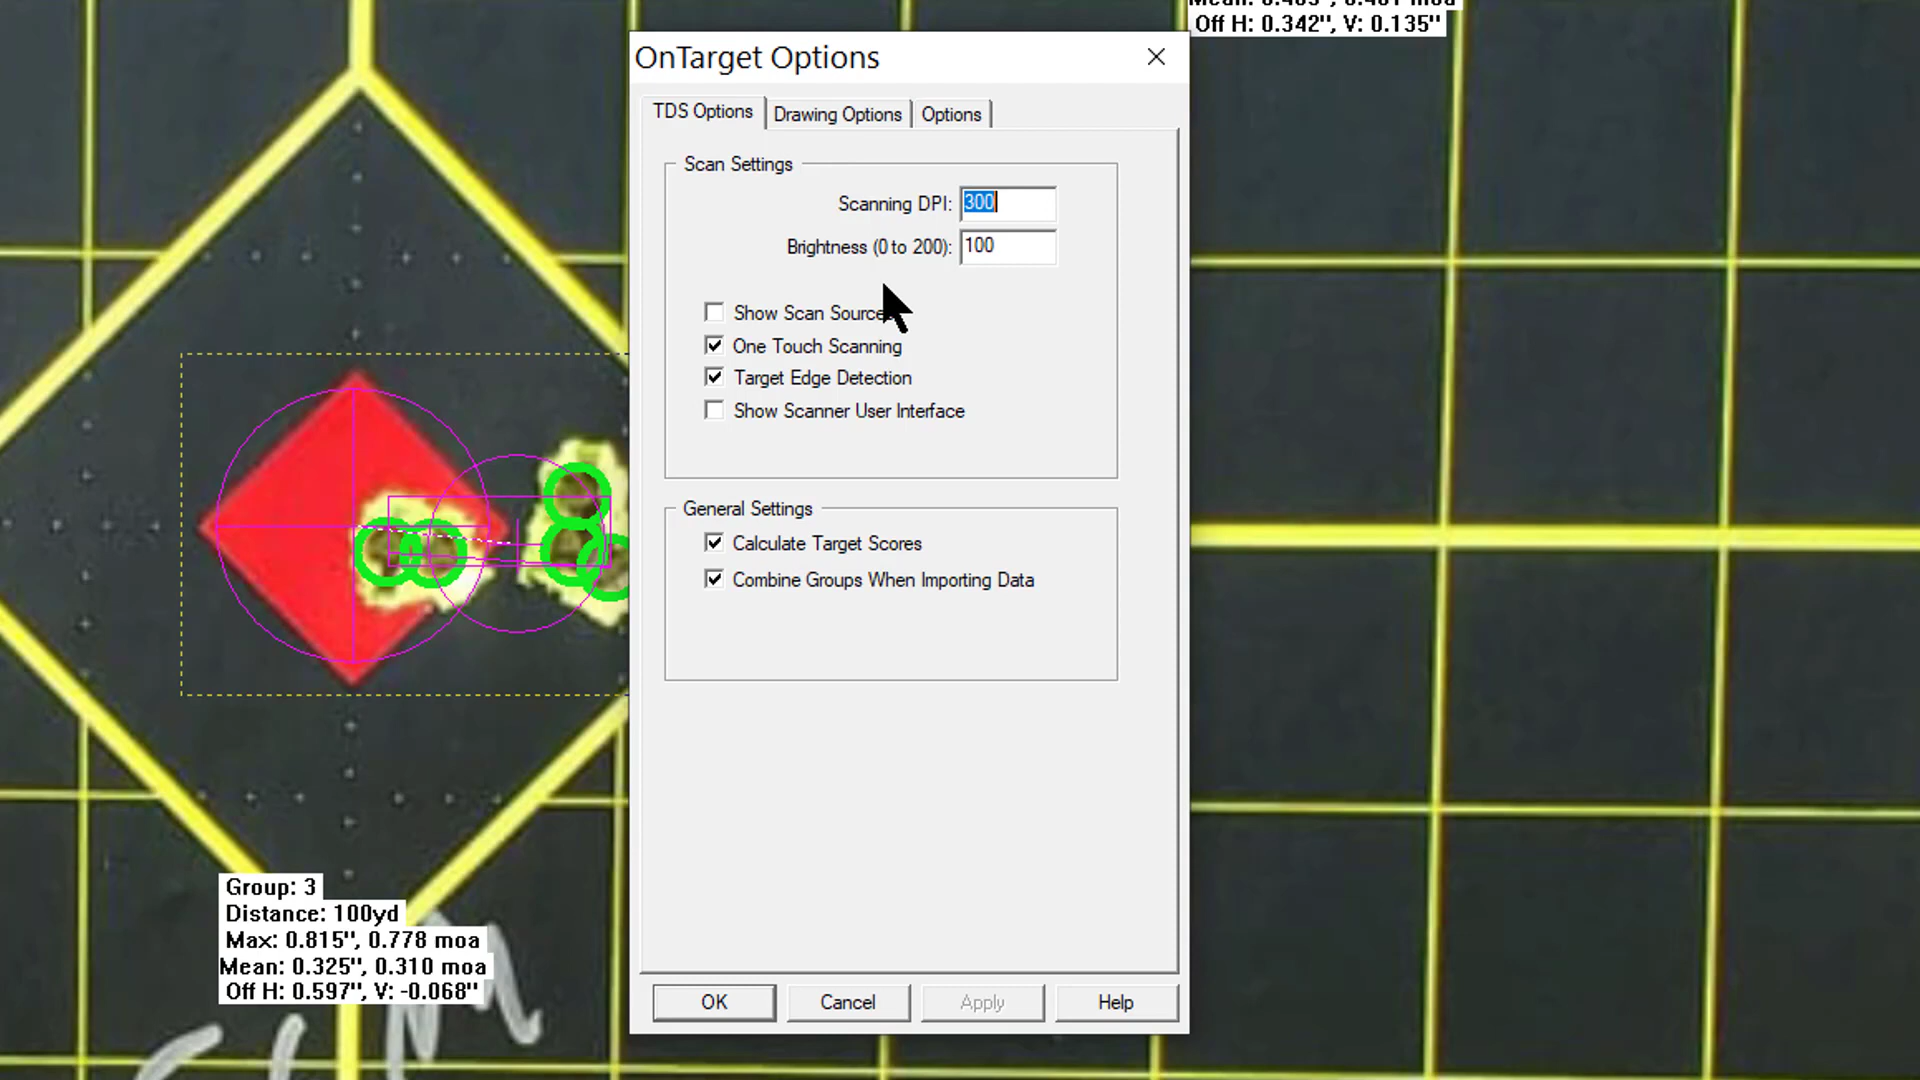 Off H: 0.342", V: 0.135"
OnTarget Options
TDS Options
Drawing Options
Options
Scan Settings
Scanning DPI: 300
Brightness (0 to 200): 100
Show Scan Source
One Touch Scanning
Target Edge Detection
Show Scanner User Interface
General Settings
Calculate Target Scores
Combine Groups When Importing Data
Group: 3
Distance: 100yd
Max: 0.815", 0.778 moa
Mean: 0.325", 0.310 moa
Off H: 0.597", V: -0.068"
OK
Cancel
Apply
Help